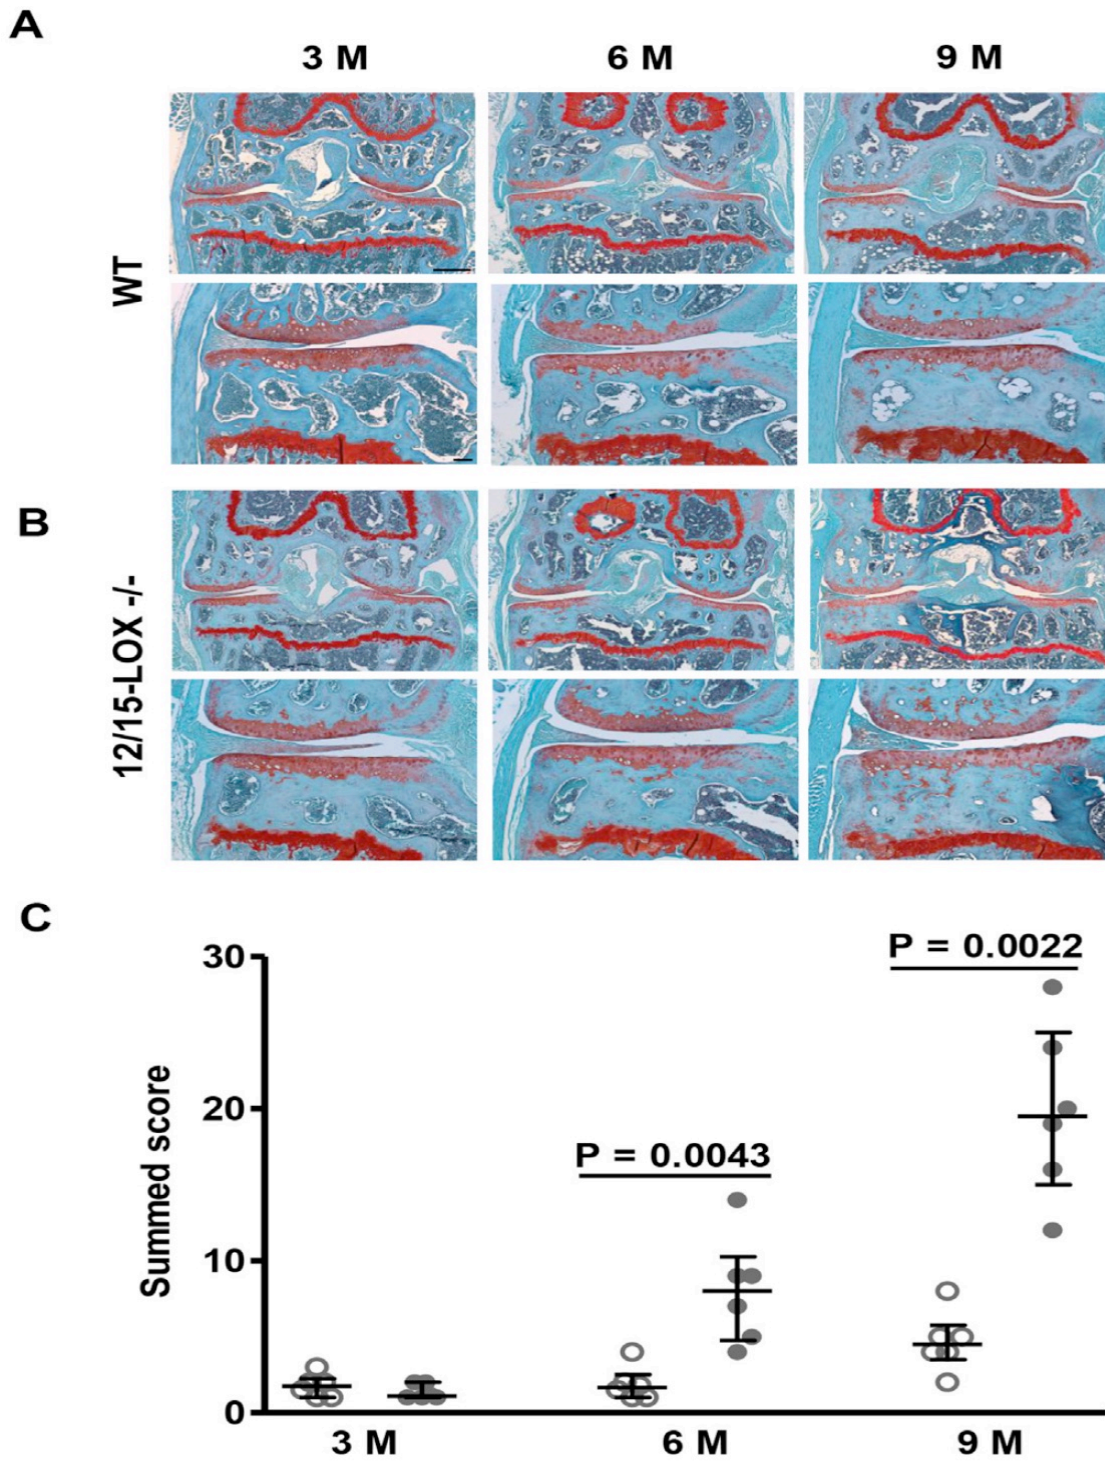 A
3 M 6 M 9 M
WT
B
12/15-LOX -/-
C
P = 0.0022
30
P = 0.0043
20
Summed score
10
0
3 M 6 M 9 M